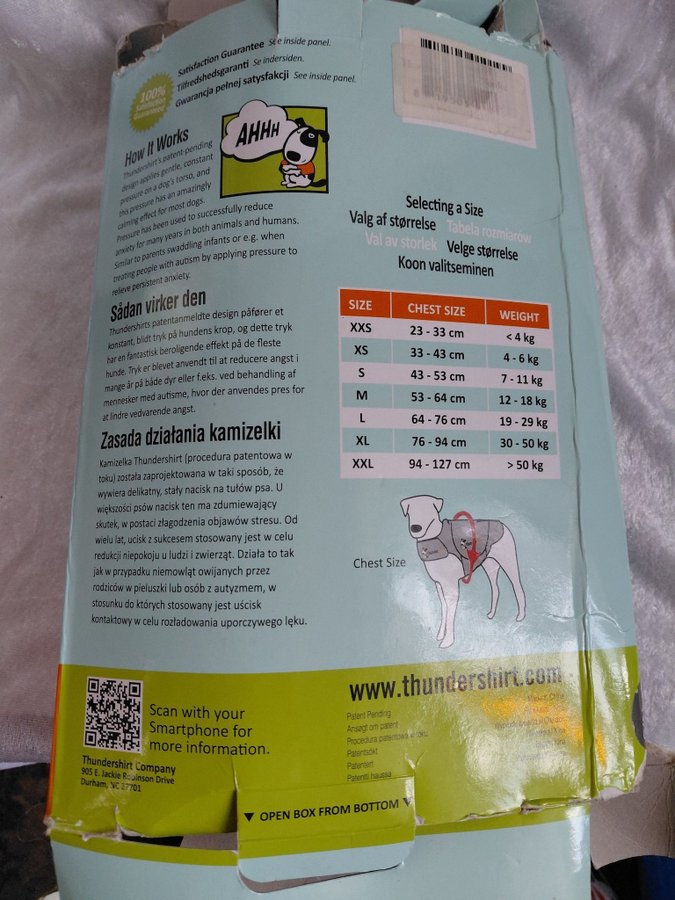 Satisfaction Guarantee See inside panel.
Tilfredshedsgaranti Se indersiden.
Gwarancja pełnej satysfakcji See inside panel.
100%
Satisfaction
Guaranteed
AHHH
How It Works
Thundershirt's patent-pending
design applies gentle, constant
pressure on a dog's torso, and
this pressure has an amazingly
calming effect for most dogs.
Pressure has been used to successfully reduce
anxiety for many years in both animals and humans.
Similar to parents swaddling infants or e.g. when
treating people with autism by applying pressure to
relieve persistent anxiety.
Sådan virker den
Thundershirts patentanmeldte design påfører et
konstant, blidt tryk på hundens krop, og dette tryk
har en fantastisk beroligende effekt på de fleste
hunde. Tryk er blevet anvendt til at reducere angst i
mange år på både dyr eller f.eks. ved behandling af
mennesker med autisme, hvor der anvendes pres for
at lindre vedvarende angst.
Zasada działania kamizelki
Kamizelka Thundershirt (procedura patentowa w
toku) została zaprojektowana w taki sposób, że
wywiera delikatny, stały nacisk na tułów psa. U
większości psów nacisk ten ma zdumiewający
skutek, w postaci złagodzenia objawów stresu. Od
wielu lat, ucisk z sukcesem stosowany jest w celu
redukcji niepokoju u ludzi i zwierząt. Działa to tak
jak w przypadku niemowląt owijanych przez
rodziców w pieluszki lub osób z autyzmem, w
stosunku do których stosowany jest uścisk
kontaktowy w celu rozładowania uporczywego lęku.
Selecting a Size
Valg af størrelse Tabela rozmiarów
Val av storlek Velge størrelse
Koon valitseminen
SIZE CHEST SIZE WEIGHT
XXS 23 - 33 cm < 4 kg
XS 33 - 43 cm 4 - 6 kg
S 43 - 53 cm 7 - 11 kg
M 53 - 64 cm 12 - 18 kg
L 64 - 76 cm 19 - 29 kg
XL 76 - 94 cm 30 - 50 kg
XXL 94 - 127 cm > 50 kg
Chest Size
Scan with your
Smartphone for
more information.
Thundershirt Company
905 E. Jackie Robinson Drive
Durham, NC 27701
www.thundershirt.com
Patent Pending
Ansøgt om patent
Procedura patentowa w toku
Patentsökt
Patentert
Patentti haussa
OPEN BOX FROM BOTTOM